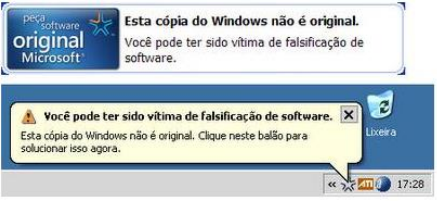 peça
software
original
Microsoft®
Esta cópia do Windows não é original.
Você pode ter sido vítima de falsificação de
software.
Você pode ter sido vítima de falsificação de software.
Esta cópia do Windows não é original. Clique neste balão para
solucionar isso agora.
Lixeira
« ATI 17:28